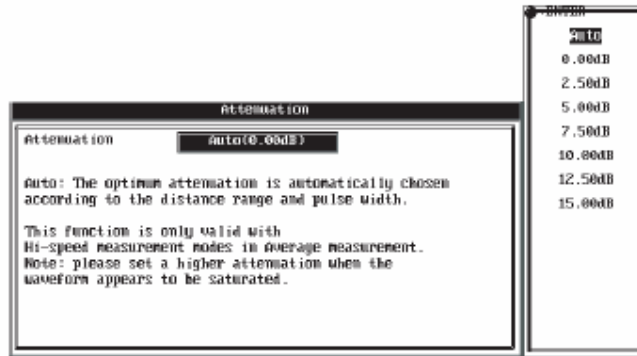 Attenuation
Attenuation Auto(0.00dB)
Auto: The optimum attenuation is automatically chosen
according to the distance range and pulse width.
This function is only valid with
Hi-speed measurement modes in Average measurement.
Note: please set a higher attenuation when the
waveform appears to be saturated.
ENTER
Auto
0.00dB
2.50dB
5.00dB
7.50dB
10.00dB
12.50dB
15.00dB